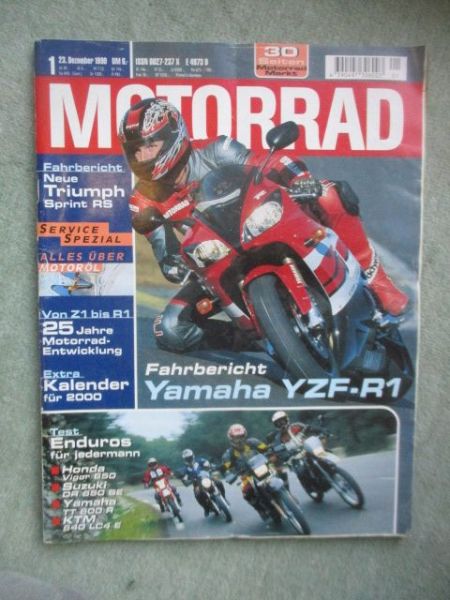 1 23. Dezember 1999 DM 6,-
ISSN 0027-237 X E 4973 D
30
Seiten
Motorrad
Markt
MOTORRAD
Fahrbericht
Neue
Triumph
Sprint RS
SERVICE
SPEZIAL
ALLES ÜBER
MOTORÖL
Von Z1 bis R1
25 Jahre
Motorrad-
Entwicklung
Extra
Kalender
für 2000
MOTORRAD
Fahrbericht
Yamaha YZF-R1
Test
Enduros
für jedermann
Honda
Vigor 650
Suzuki
DR 650 SE
Yamaha
TT 600 R
KTM
640 LC4 E